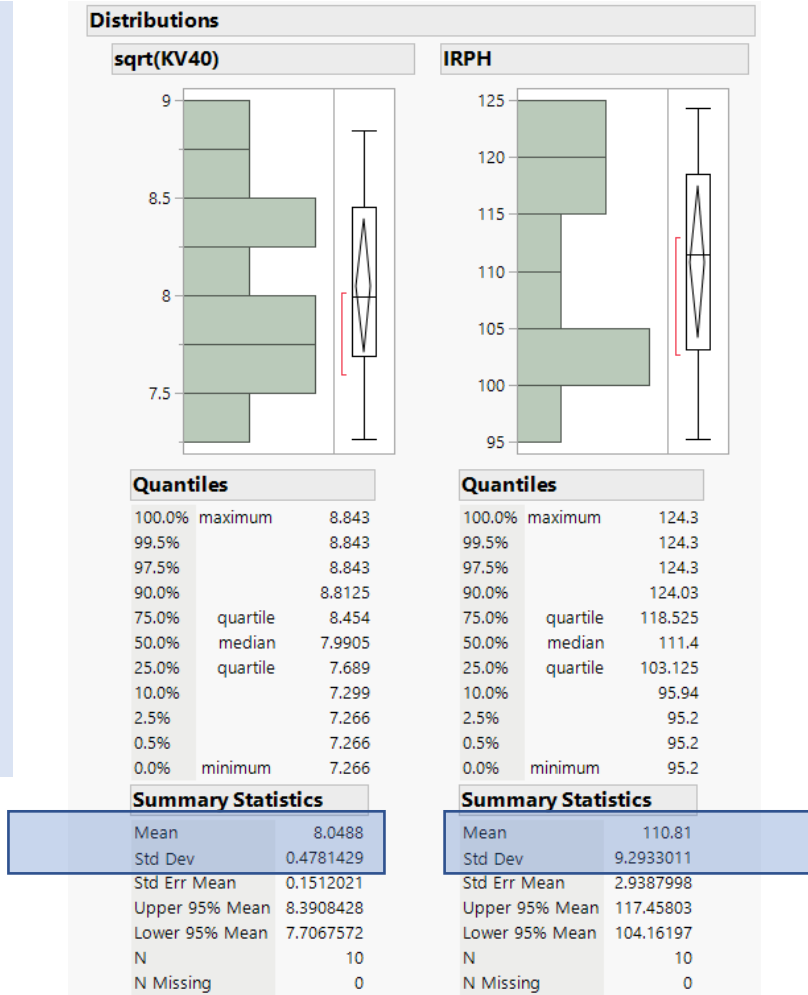 Distributions
sqrt(KV40)
9
8.5
8
7.5
Quantiles
100.0% maximum 8.843
99.5% 8.843
97.5% 8.843
90.0% 8.8125
75.0% quartile 8.454
50.0% median 7.9905
25.0% quartile 7.689
10.0% 7.299
2.5% 7.266
0.5% 7.266
0.0% minimum 7.266
Summary Statistics
Mean 8.0488
Std Dev 0.4781429
Std Err Mean 0.1512021
Upper 95% Mean 8.3908428
Lower 95% Mean 7.7067572
N 10
N Missing 0
IRPH
125
120
115
110
105
100
95
Quantiles
100.0% maximum 124.3
99.5% 124.3
97.5% 124.3
90.0% 124.03
75.0% quartile 118.525
50.0% median 111.4
25.0% quartile 103.125
10.0% 95.94
2.5% 95.2
0.5% 95.2
0.0% minimum 95.2
Summary Statistics
Mean 110.81
Std Dev 9.2933011
Std Err Mean 2.9387998
Upper 95% Mean 117.45803
Lower 95% Mean 104.16197
N 10
N Missing 0